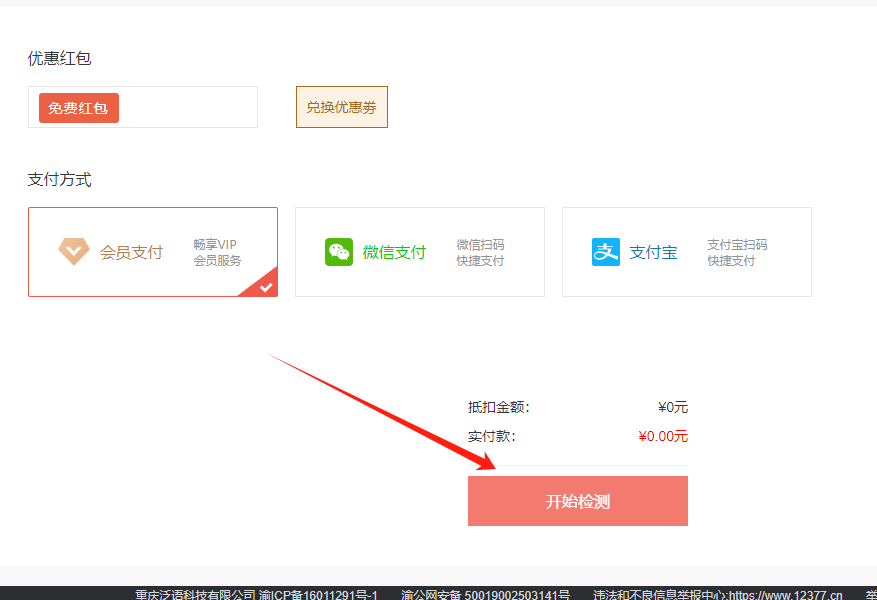 优惠红包
免费红包
兑换优惠劵
支付方式
会员支付
畅享VIP
会员服务
微信支付
微信扫码
快捷支付
支付宝
支付宝扫码
快捷支付
抵扣金额： ¥0元
实付款： ¥0.00元
开始检测
重庆泛语科技有限公司 渝ICP备16011291号-1 渝公网安备 50019002503141号 违法和不良信息举报中心:https://www.12377.cn 举